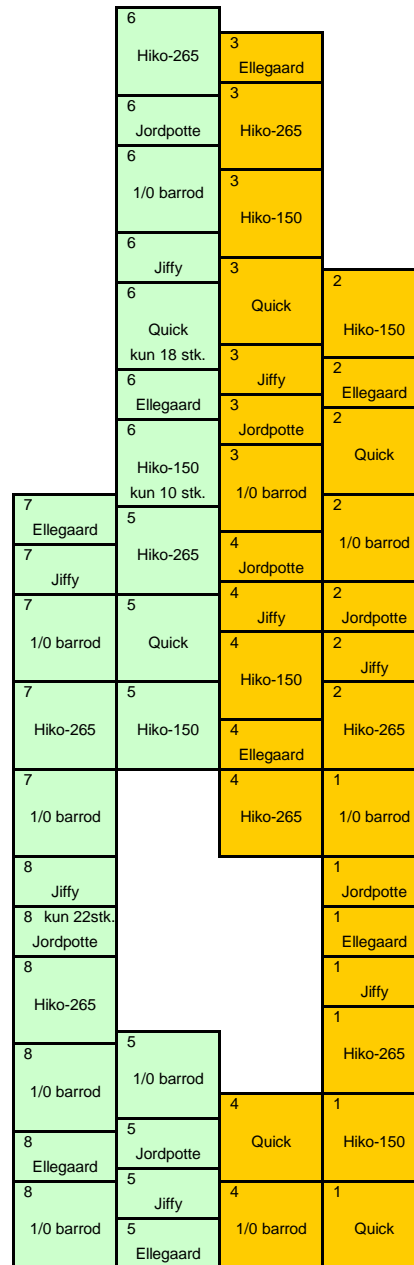 7
Ellegaard
7
Jiffy
7
1/0 barrod
7
Hiko-265
7
1/0 barrod
8
Jiffy
8 kun 22stk.
Jordpotte
8
Hiko-265
8
1/0 barrod
8
Ellegaard
8
1/0 barrod
6
Hiko-265
6
Jordpotte
6
1/0 barrod
6
Jiffy
6
Quick
kun 18 stk.
6
Ellegaard
6
Hiko-150
kun 10 stk.
5
Hiko-265
5
Quick
5
Hiko-150
5
1/0 barrod
5
Jordpotte
5
Jiffy
5
Ellegaard
3
Ellegaard
3
Hiko-265
3
Hiko-150
3
Quick
3
Jiffy
3
Jordpotte
3
1/0 barrod
4
Jordpotte
4
Jiffy
4
Hiko-150
4
Ellegaard
4
Hiko-265
4
Quick
4
1/0 barrod
2
Hiko-150
2
Ellegaard
2
Quick
2
1/0 barrod
2
Jordpotte
2
Jiffy
2
Hiko-265
1
1/0 barrod
1
Jordpotte
1
Ellegaard
1
Jiffy
1
Hiko-265
1
Hiko-150
1
Quick